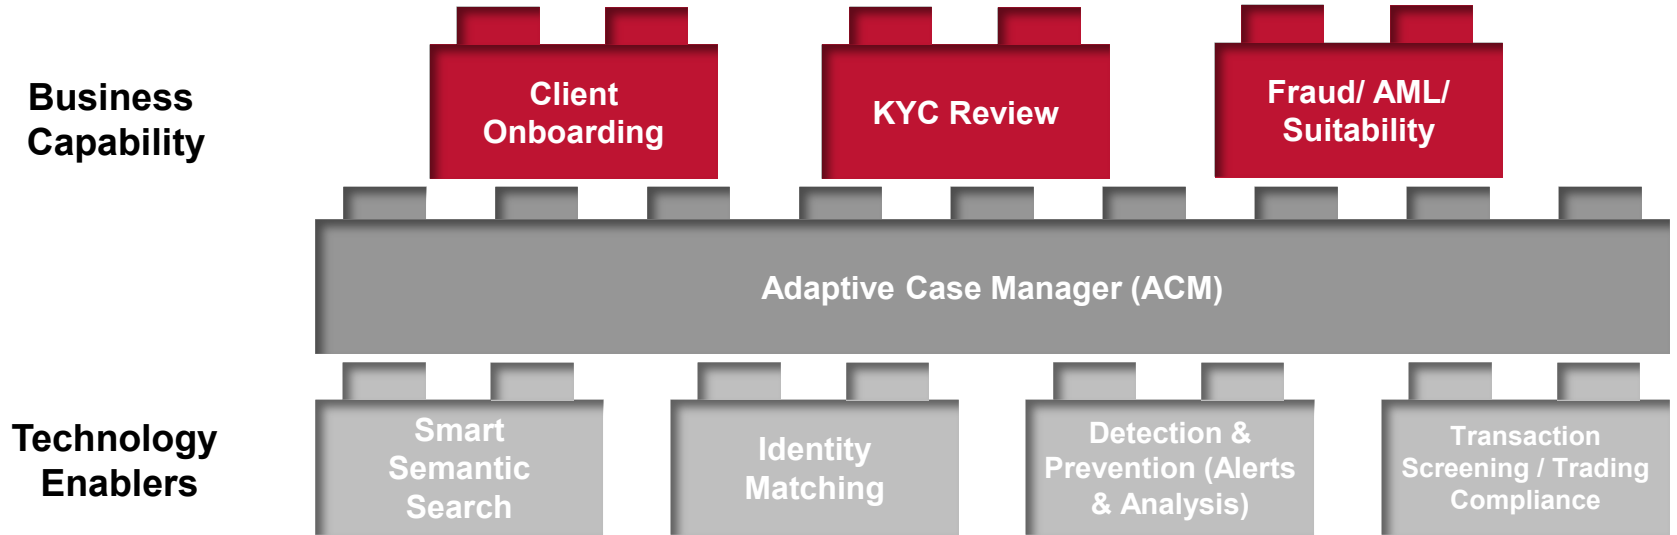 Business
Capability
Client
Onboarding
KYC Review
Fraud/ AML/
Suitability
Adaptive Case Manager (ACM)
Technology
Enablers
Smart
Semantic
Search
Identity
Matching
Detection &
Prevention (Alerts
& Analysis)
Transaction
Screening / Trading
Compliance